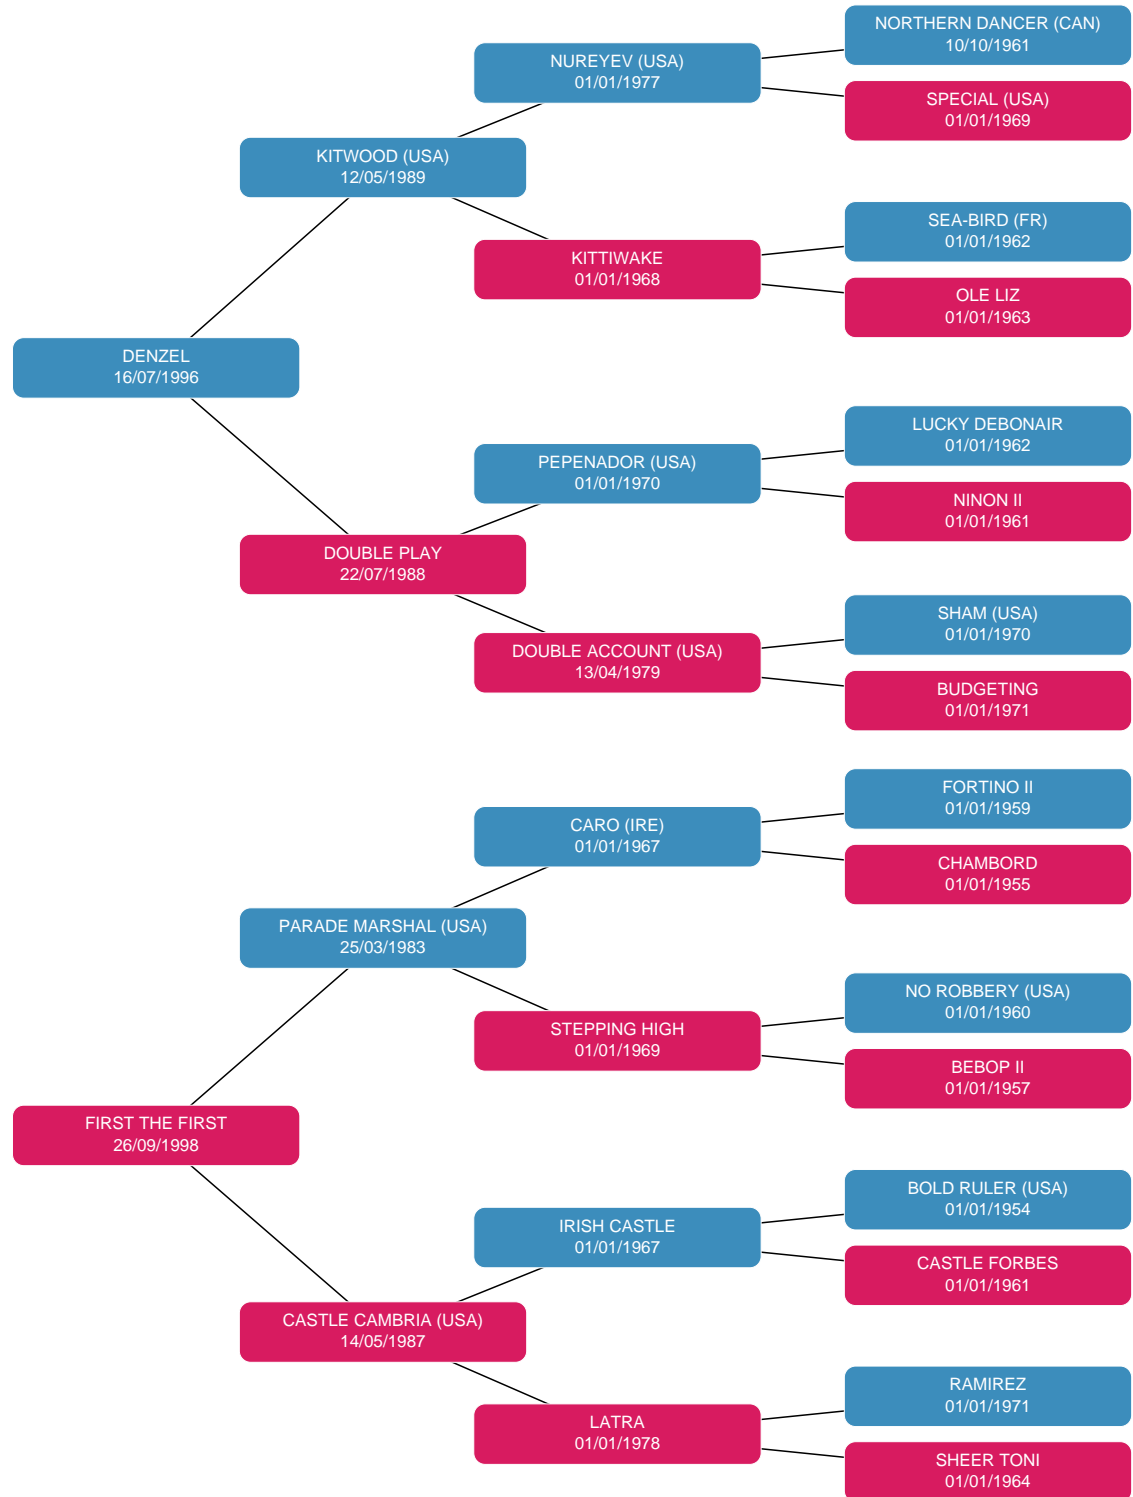 NORTHERN DANCER (CAN)
10/10/1961
NUREYEV (USA)
01/01/1977
SPECIAL (USA)
01/01/1969
KITWOOD (USA)
12/05/1989
SEA-BIRD (FR)
01/01/1962
KITTIWAKE
01/01/1968
OLE LIZ
01/01/1963
DENZEL
16/07/1996
LUCKY DEBONAIR
01/01/1962
PEPENADOR (USA)
01/01/1970
NINON II
01/01/1961
DOUBLE PLAY
22/07/1988
SHAM (USA)
01/01/1970
DOUBLE ACCOUNT (USA)
13/04/1979
BUDGETING
01/01/1971
FORTINO II
01/01/1959
CARO (IRE)
01/01/1967
CHAMBORD
01/01/1955
PARADE MARSHAL (USA)
25/03/1983
NO ROBBERY (USA)
01/01/1960
STEPPING HIGH
01/01/1969
BEBOP II
01/01/1957
FIRST THE FIRST
26/09/1998
BOLD RULER (USA)
01/01/1954
IRISH CASTLE
01/01/1967
CASTLE FORBES
01/01/1961
CASTLE CAMBRIA (USA)
14/05/1987
RAMIREZ
01/01/1971
LATRA
01/01/1978
SHEER TONI
01/01/1964